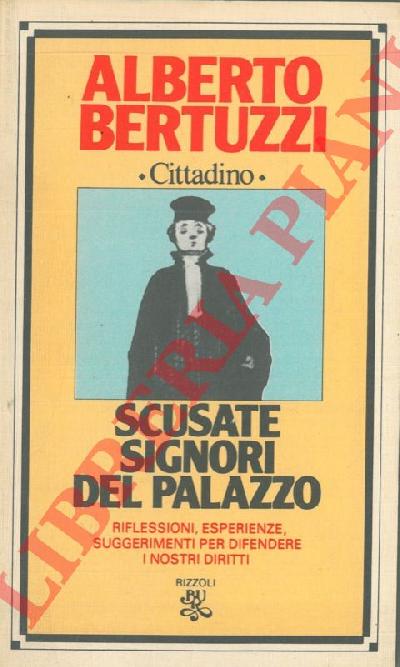 ALBERTO
BERTUZZI
• Cittadino •
SCUSATE
SIGNORI
DEL PALAZZO
RIFLESSIONI, ESPERIENZE,
SUGGERIMENTI PER DIFENDERE
I NOSTRI DIRITTI
RIZZOLI
BUR
LIBRERIA PIANI